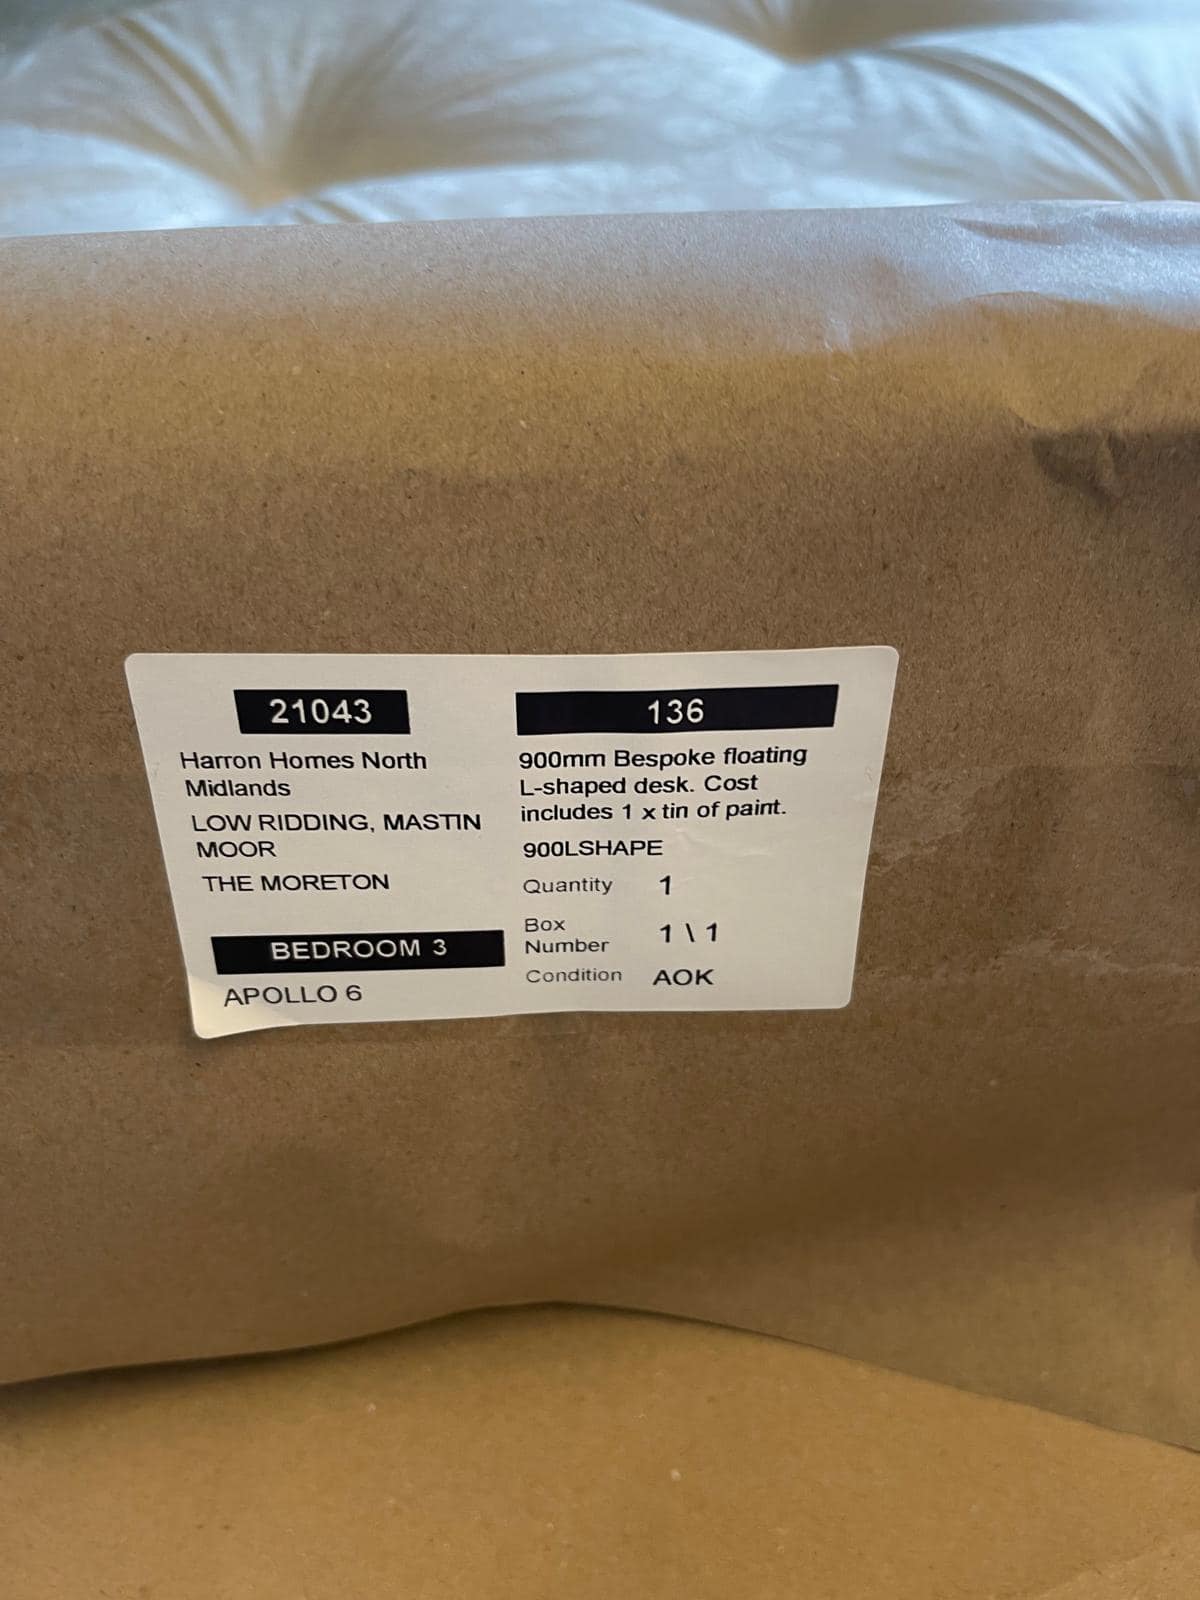 21043
Harron Homes North
Midlands
LOW RIDDING, MASTIN
MOOR
THE MORETON
BEDROOM 3
APOLLO 6
136
900mm Bespoke floating
L-shaped desk. Cost
includes 1 x tin of paint.
900LSHAPE
Quantity 1
Box
Number 1 \ 1
Condition AOK